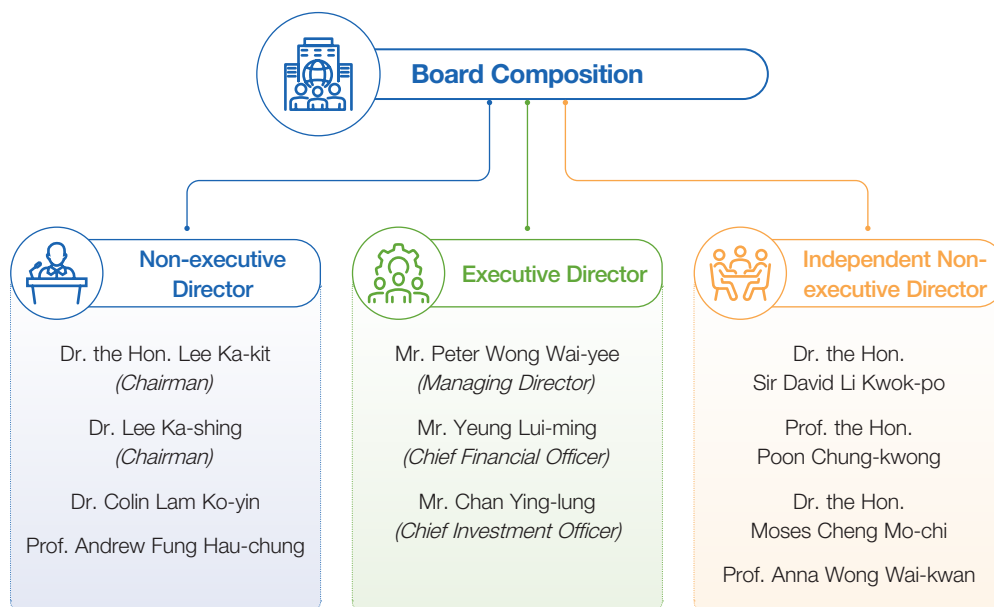 Board Composition
Non-executive
Director
Dr. the Hon. Lee Ka-kit
(Chairman)
Dr. Lee Ka-shing
(Chairman)
Dr. Colin Lam Ko-yin
Prof. Andrew Fung Hau-chung
Executive Director
Mr. Peter Wong Wai-yee
(Managing Director)
Mr. Yeung Lui-ming
(Chief Financial Officer)
Mr. Chan Ying-lung
(Chief Investment Officer)
Independent Non-
executive Director
Dr. the Hon.
Sir David Li Kwok-po
Prof. the Hon.
Poon Chung-kwong
Dr. the Hon.
Moses Cheng Mo-chi
Prof. Anna Wong Wai-kwan